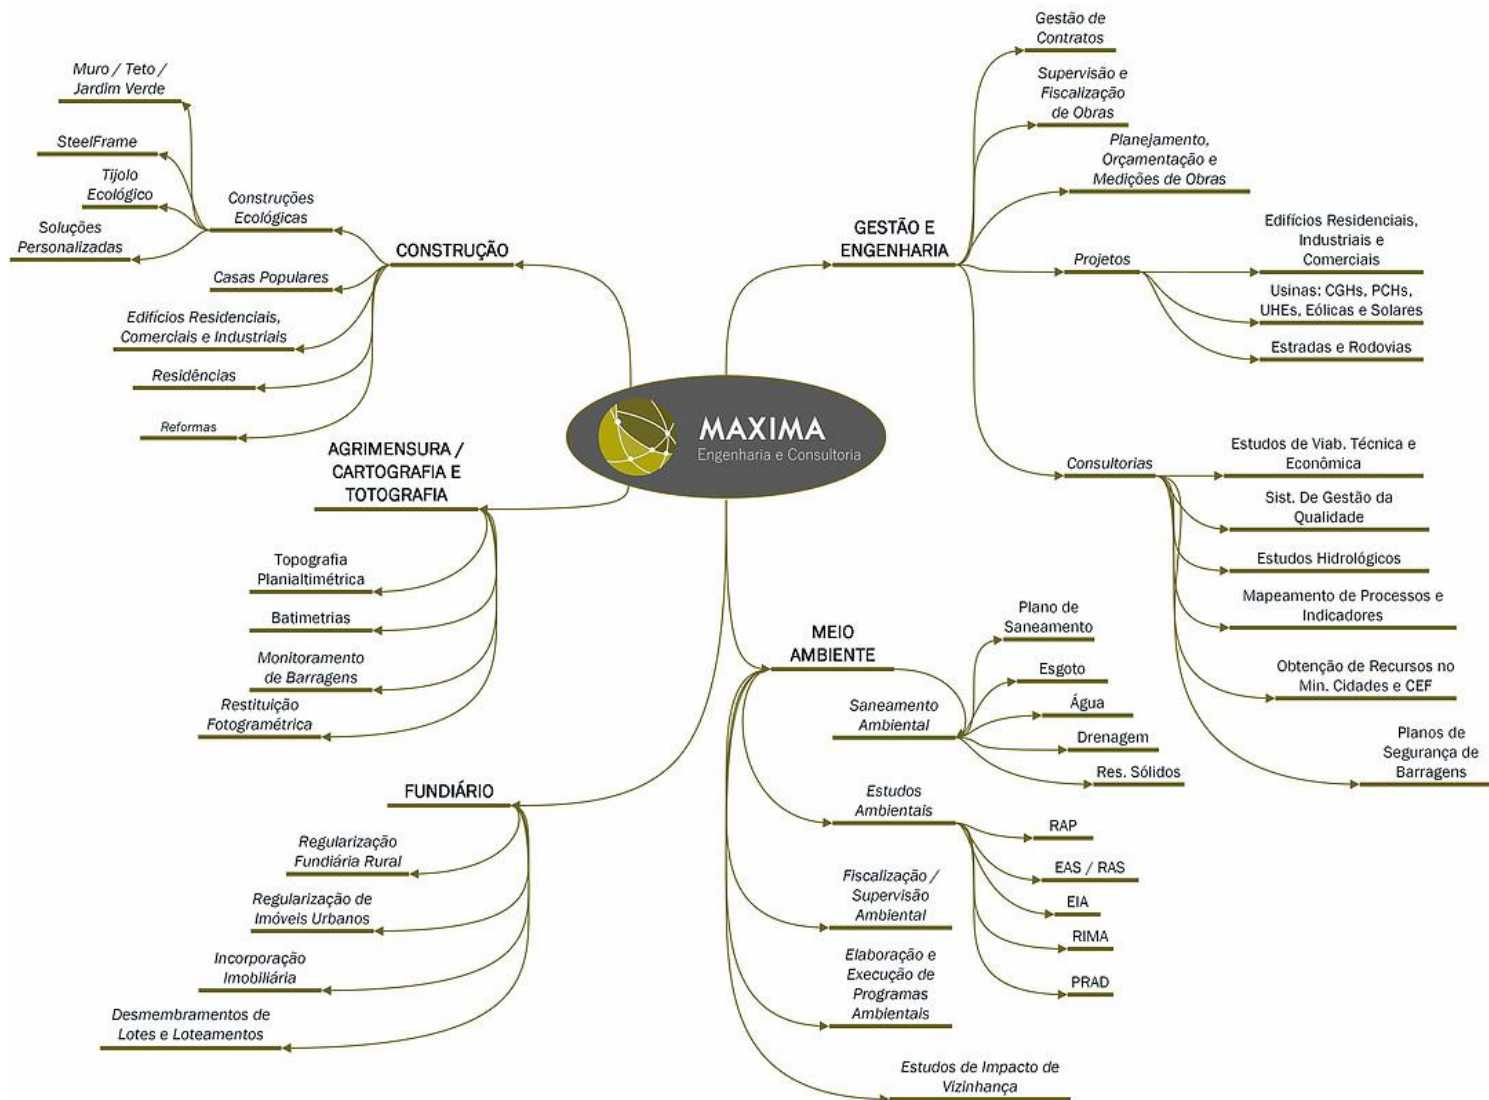 MAXIMA
Engenharia e Consultoria
CONSTRUÇÃO
Construções
Ecológicas
Muro / Teto /
Jardim Verde
SteelFrame
Tijolo
Ecológico
Soluções
Personalizadas
Casas Populares
Edifícios Residenciais,
Comerciais e Industriais
Residências
Reformas
AGRIMENSURA /
CARTOGRAFIA E
TOTOGRAFIA
Topografia
Planialtimétrica
Batimetrias
Monitoramento
de Barragens
Restituição
Fotogramétrica
FUNDIÁRIO
Regularização
Fundiária Rural
Regularização de
Imóveis Urbanos
Incorporação
Imobiliária
Desmembramentos de
Lotes e Loteamentos
GESTÃO E
ENGENHARIA
Gestão de
Contratos
Supervisão e
Fiscalização
de Obras
Planejamento,
Orçamentação e
Medições de Obras
Projetos
Edifícios Residenciais,
Industriais e
Comerciais
Usinas: CGHs, PCHs,
UHEs, Eólicas e Solares
Estradas e Rodovias
Consultorias
Estudos de Viab. Técnica e
Econômica
Sist. De Gestão da
Qualidade
Estudos Hidrológicos
Mapeamento de Processos e
Indicadores
Obtenção de Recursos no
Min. Cidades e CEF
Planos de
Segurança de
Barragens
MEIO
AMBIENTE
Saneamento
Ambiental
Plano de
Saneamento
Esgoto
Água
Drenagem
Res. Sólidos
Estudos
Ambientais
RAP
EAS / RAS
EIA
RIMA
PRAD
Fiscalização /
Supervisão
Ambiental
Elaboração e
Execução de
Programas
Ambientais
Estudos de Impacto de
Vizinhança